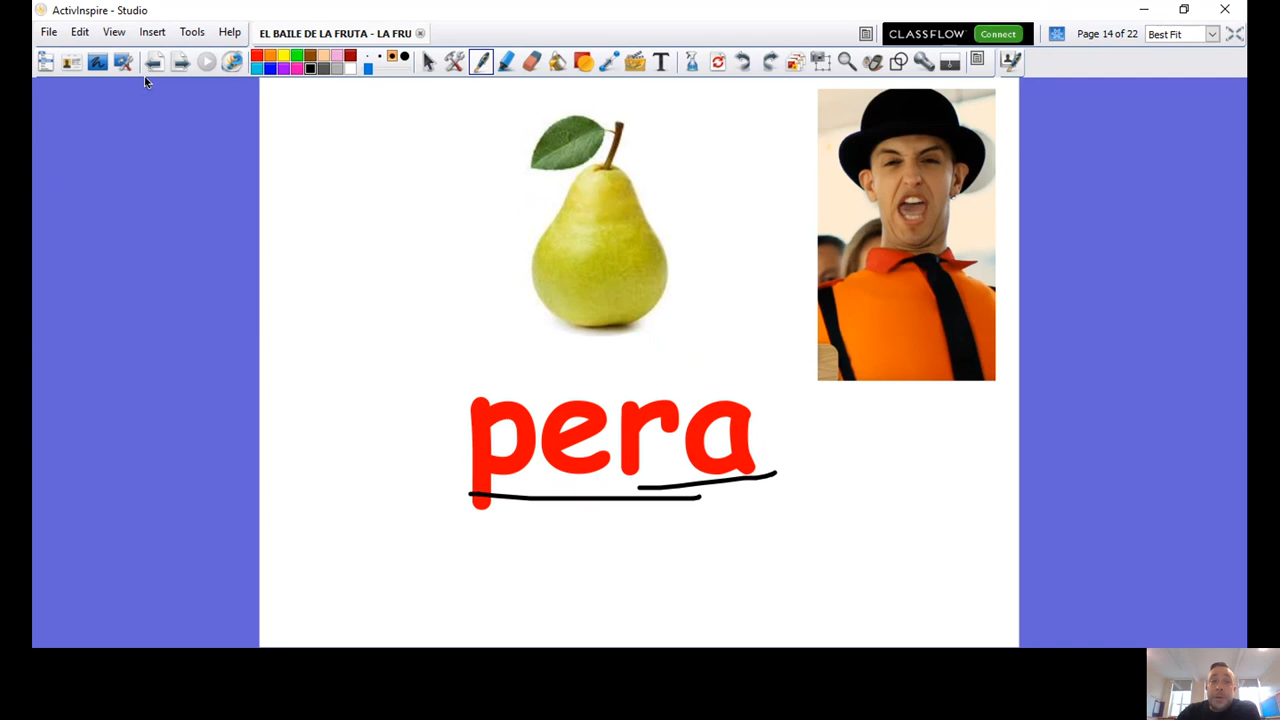 ActivInspire - Studio
File Edit View Insert Tools Help
EL BAILE DE LA FRUTA - LA FRU
CLASSFLOW Connect
Page 14 of 22
Best Fit
T
pera